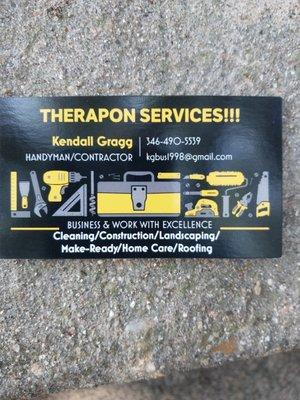 THERAPON SERVICES!!!
Kendall Gragg
346-490-5539
HANDYMAN/CONTRACTOR
kgbus1998@gmail.com
BUSINESS & WORK WITH EXCELLENCE
Cleaning/Construction/Landscaping/
Make-Ready/Home Care/Roofing